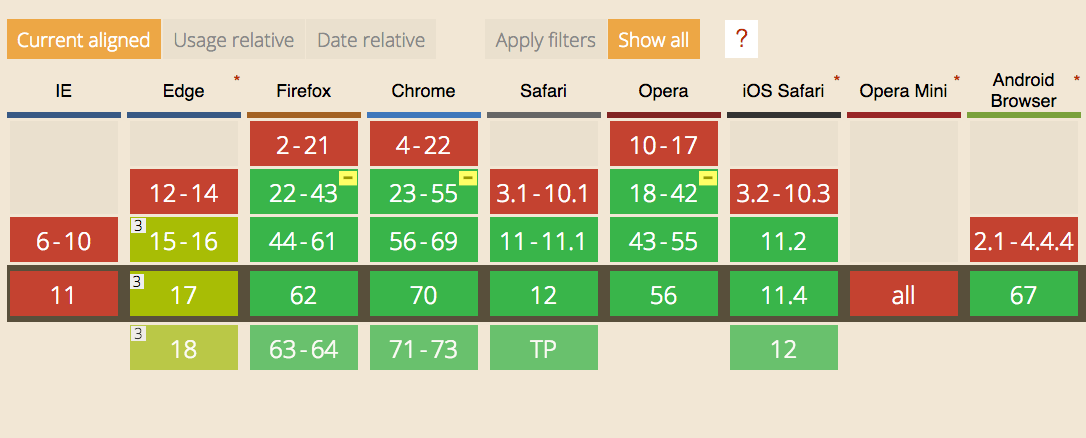 Current aligned Usage relative Date relative Apply filters Show all ?
IE Edge * Firefox Chrome Safari Opera iOS Safari * Opera Mini * Android Browser *
2-21 4-22 10-17
12-14 22-43 - 23-55 - 3.1-10.1 18-42 - 3.2-10.3
6-10 3 15-16 44-61 56-69 11-11.1 43-55 11.2 2.1-4.4.4
11 3 17 62 70 12 56 11.4 all 67
3 18 63-64 71-73 TP 12